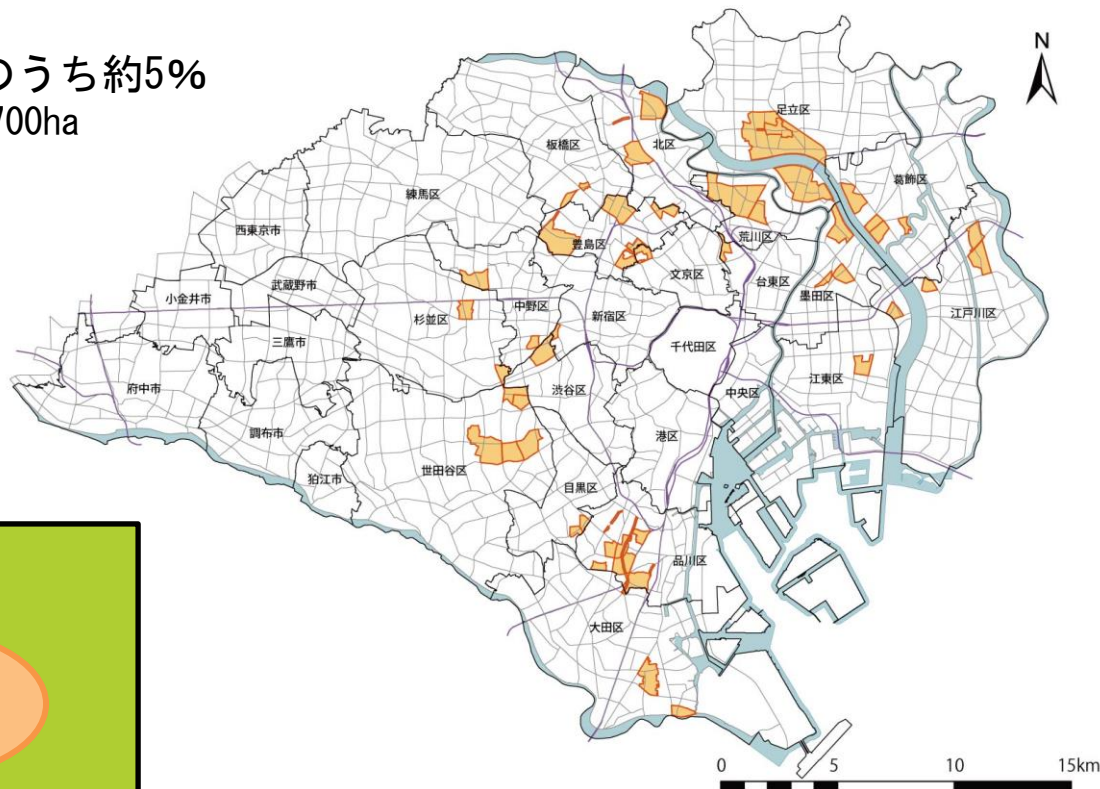 のうち約5%
700ha
N
足立区
北区
板橋区
葛飾区
練馬区
西東京市
豊島区
荒川区
文京区
台東区
武蔵野市
墨田区
小金井市
中野区
新宿区
江戸川区
杉並区
三鷹市
千代田区
江東区
府中市
渋谷区
中央区
調布市
港区
世田谷区
狛江市
目黒区
品川区
大田区
0 5 10 15km